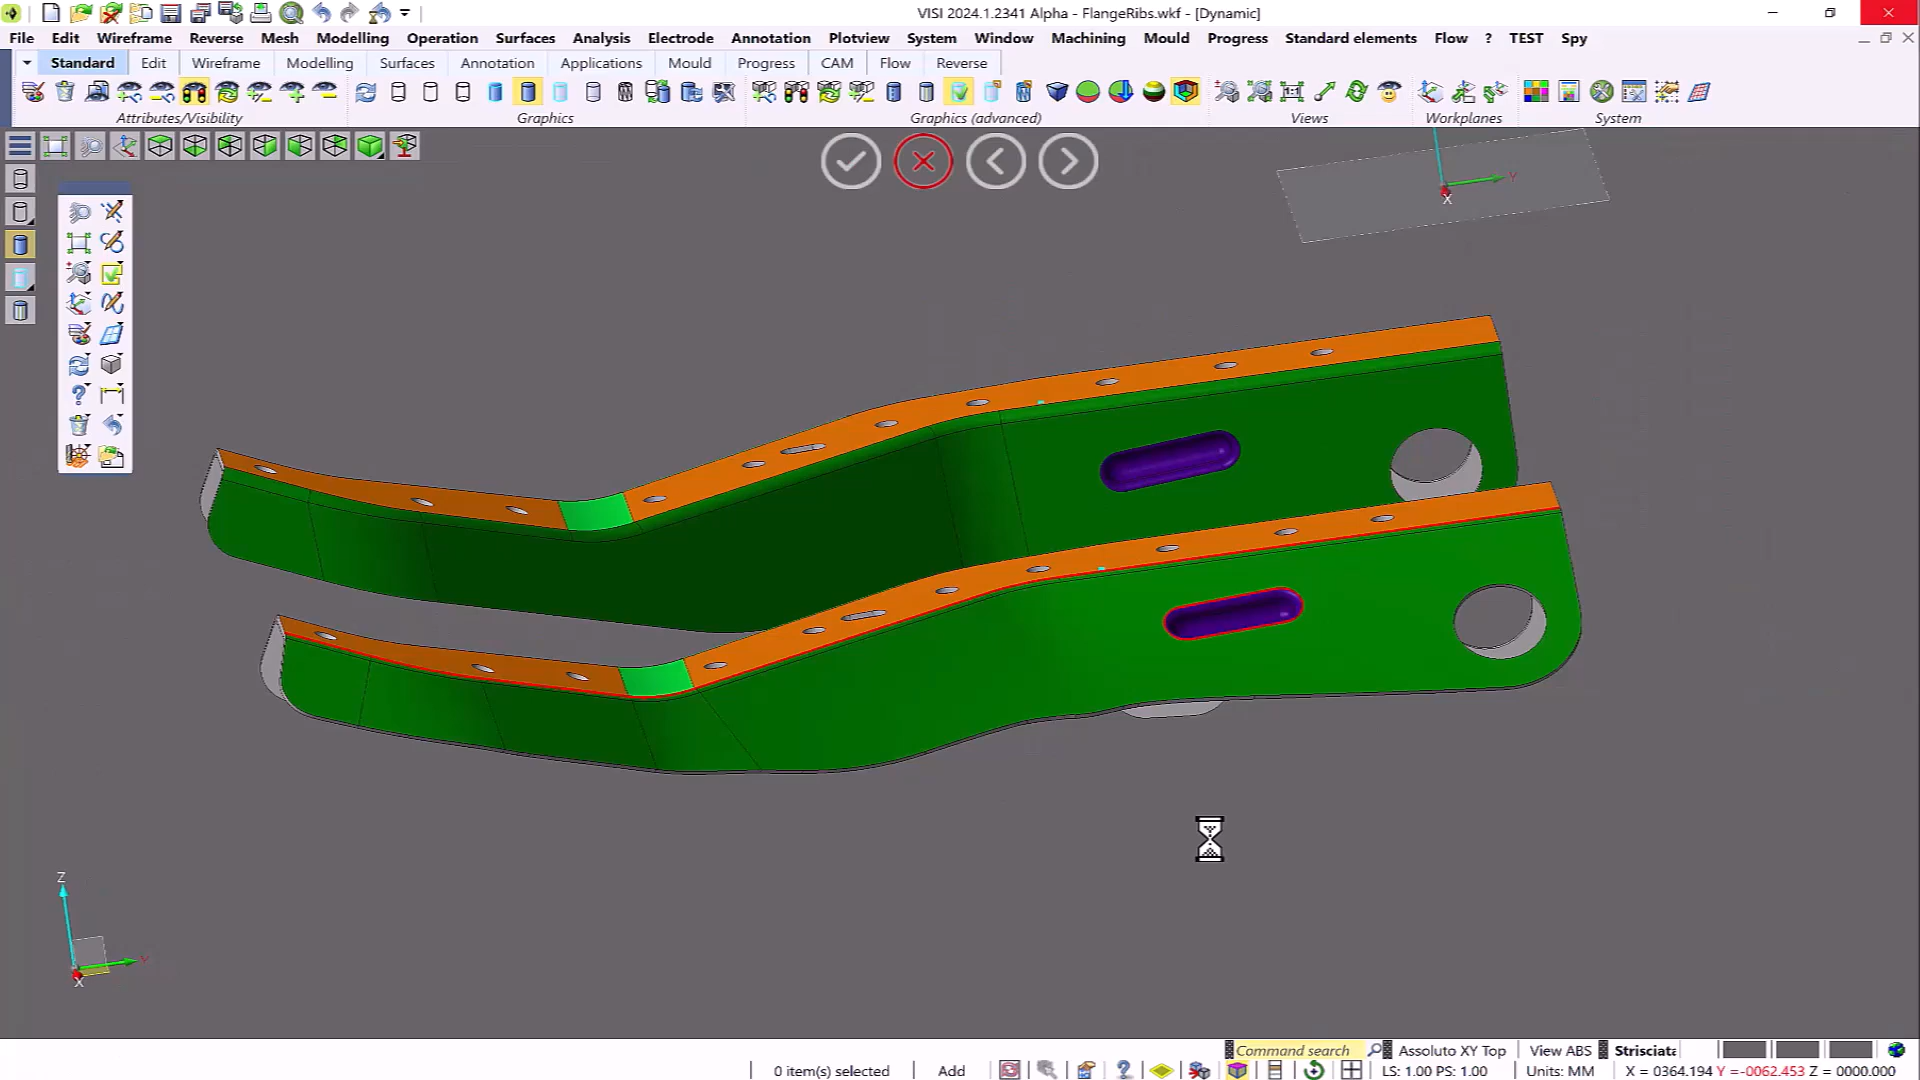 VISI 2024.1.2341 Alpha - FlangeRibs.wkf - [Dynamic]
File Edit Wireframe Reverse Mesh Modelling Operation Surfaces Analysis Electrode Annotation Plotview System Window Machining Mould Progress Standard elements Flow ? TEST Spy
Standard Edit Wireframe Modelling Surfaces Annotation Applications Mould Progress CAM Flow Reverse
Attributes/Visibility Graphics Graphics (advanced) Views Workplanes System
Y
X
Z
Y
X
Command search Assoluto XY Top View ABS Strisciata
0 item(s) selected Add LS: 1.00 PS: 1.00 Units: MM X = 0364.194 Y =-0062.453 Z = 0000.000